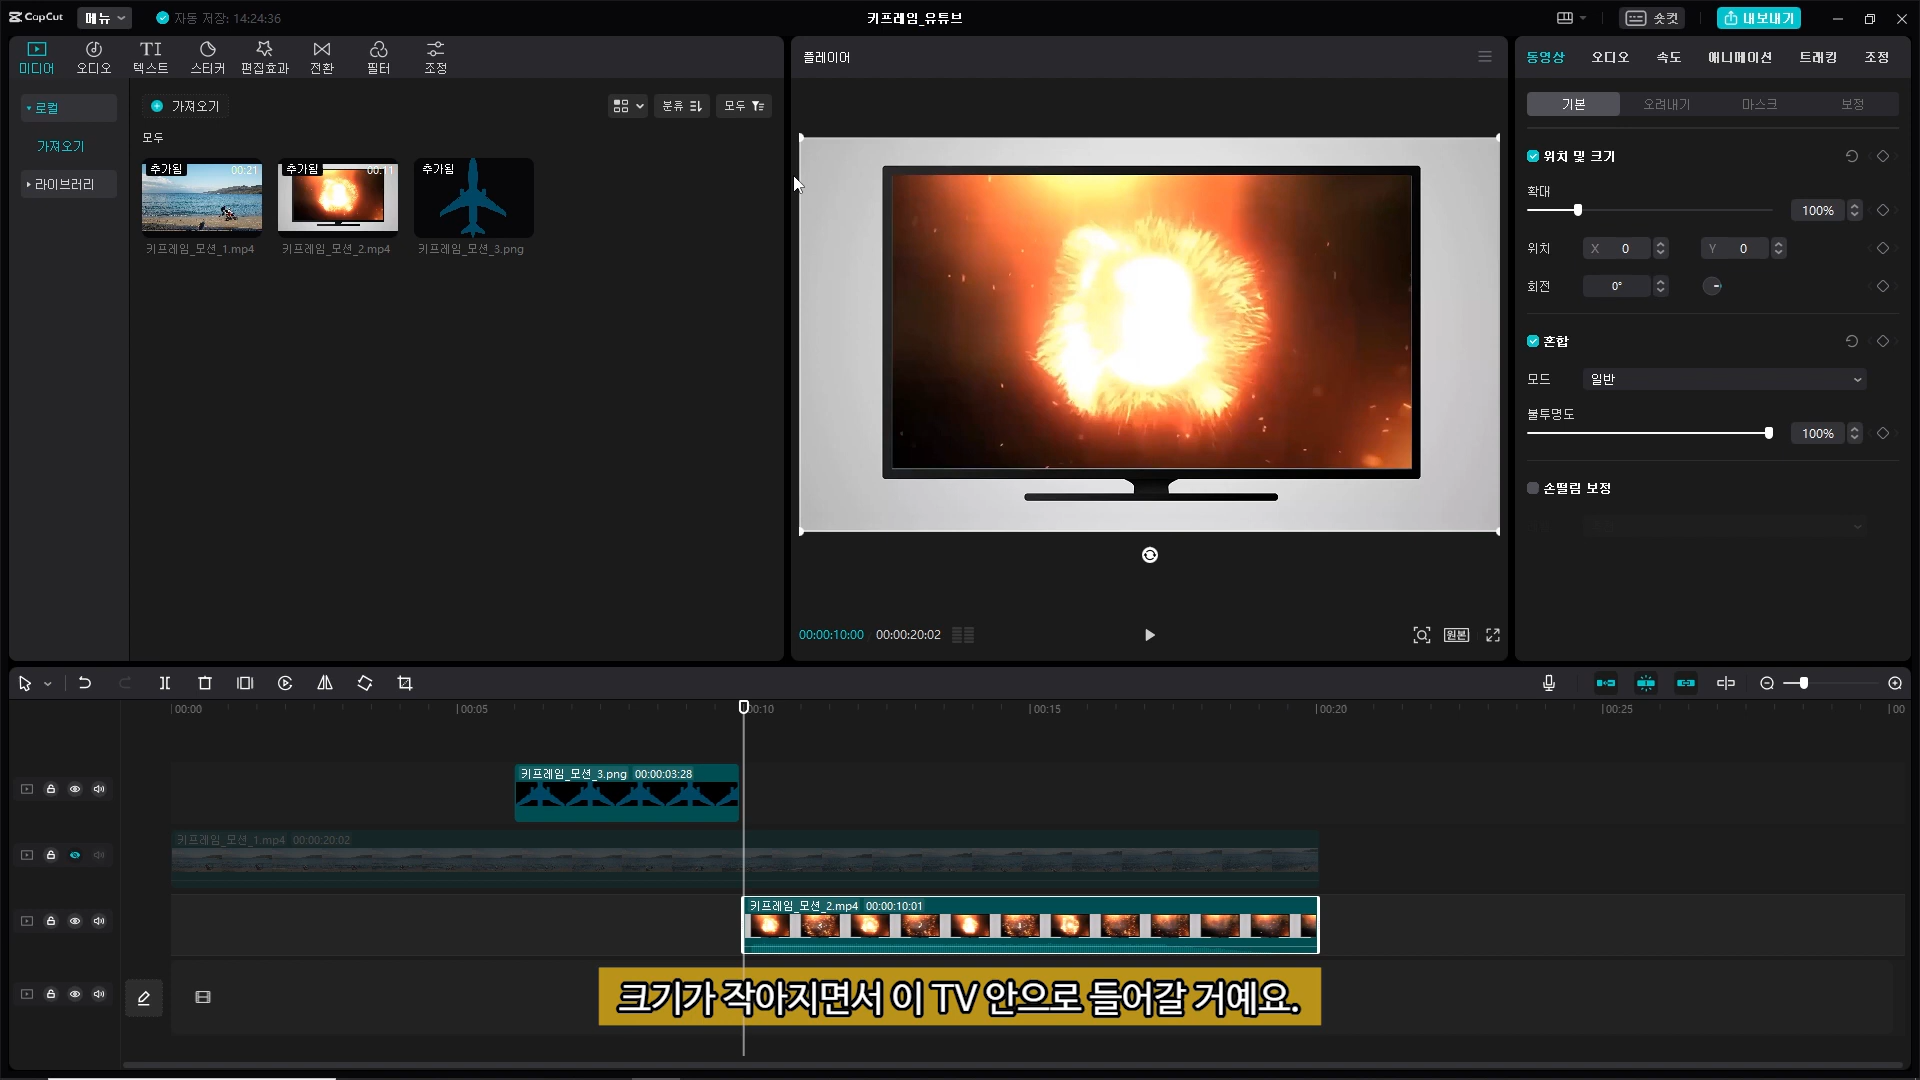 CapCut 메뉴 자동 저장: 14:24:36 키프레임_유튜브 숏컷 내보내기
미디어 오디오 텍스트 스티커 편집효과 전환 필터 조정
로컬
가져오기
라이브러리
가져오기 분류 모두
모두
추가됨 00:21 추가됨 00:11 추가됨
키프레임_모션_1.mp4 키프레임_모션_2.mp4 키프레임_모션_3.png
플레이어
00:00:10:00 00:00:20:02 원본
동영상 오디오 속도 애니메이션 트래킹 조정
기본 오려내기 마스크 보정
위치 및 크기
확대
100%
위치 X 0 Y 0
회전 0°
혼합
모드 일반
불투명도
100%
손떨림 보정
00:00 00:05 00:10 00:15 00:20 00:25 00
키프레임_모션_3.png 00:00:03:28
키프레임_모션_1.mp4 00:00:20:02
키프레임_모션_2.mp4 00:00:10:01
크기가 작아지면서 이 TV 안으로 들어갈 거예요.